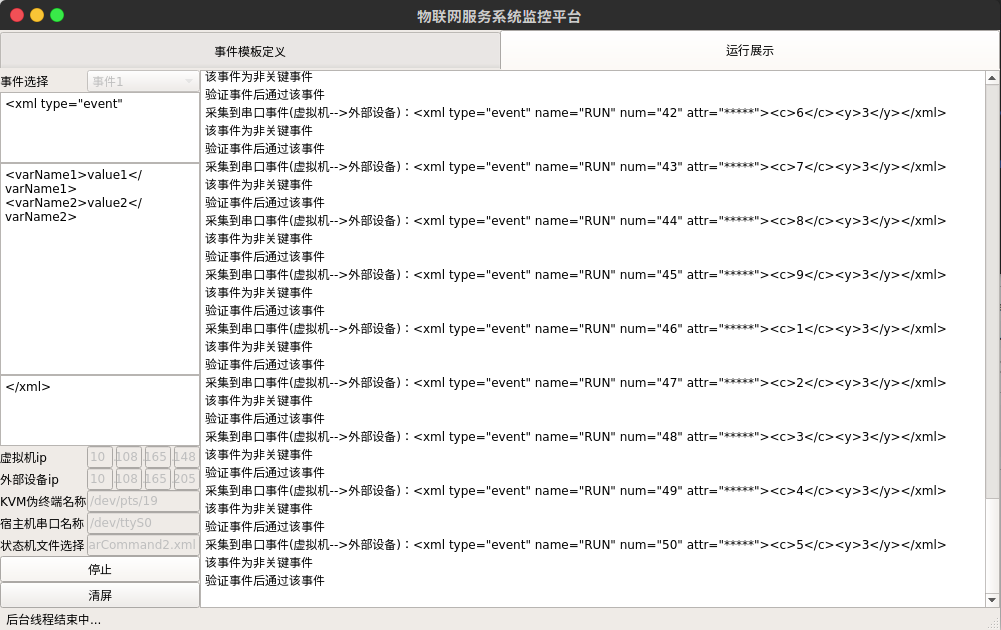 物联网服务系统监控平台
事件模板定义
运行展示
事件选择
事件1
<xml type="event"
<varName1>value1</
varName1>
<varName2>value2</
varName2>
</xml>
虚拟机ip
10 .108 .165 .148
外部设备ip
10 .108 .165 .205
KVM伪终端名称
/dev/pts/19
宿主机串口名称
/dev/ttyS0
状态机文件选择
arCommand2.xml
停止
清屏
该事件为非关键事件
验证事件后通过该事件
采集到串口事件(虚拟机-->外部设备)：<xml type="event" name="RUN" num="42" attr="*****"><c>6</c><y>3</y></xml>
该事件为非关键事件
验证事件后通过该事件
采集到串口事件(虚拟机-->外部设备)：<xml type="event" name="RUN" num="43" attr="*****"><c>7</c><y>3</y></xml>
该事件为非关键事件
验证事件后通过该事件
采集到串口事件(虚拟机-->外部设备)：<xml type="event" name="RUN" num="44" attr="*****"><c>8</c><y>3</y></xml>
该事件为非关键事件
验证事件后通过该事件
采集到串口事件(虚拟机-->外部设备)：<xml type="event" name="RUN" num="45" attr="*****"><c>9</c><y>3</y></xml>
该事件为非关键事件
验证事件后通过该事件
采集到串口事件(虚拟机-->外部设备)：<xml type="event" name="RUN" num="46" attr="*****"><c>1</c><y>3</y></xml>
该事件为非关键事件
验证事件后通过该事件
采集到串口事件(虚拟机-->外部设备)：<xml type="event" name="RUN" num="47" attr="*****"><c>2</c><y>3</y></xml>
该事件为非关键事件
验证事件后通过该事件
采集到串口事件(虚拟机-->外部设备)：<xml type="event" name="RUN" num="48" attr="*****"><c>3</c><y>3</y></xml>
该事件为非关键事件
验证事件后通过该事件
采集到串口事件(虚拟机-->外部设备)：<xml type="event" name="RUN" num="49" attr="*****"><c>4</c><y>3</y></xml>
该事件为非关键事件
验证事件后通过该事件
采集到串口事件(虚拟机-->外部设备)：<xml type="event" name="RUN" num="50" attr="*****"><c>5</c><y>3</y></xml>
该事件为非关键事件
验证事件后通过该事件
后台线程结束中...